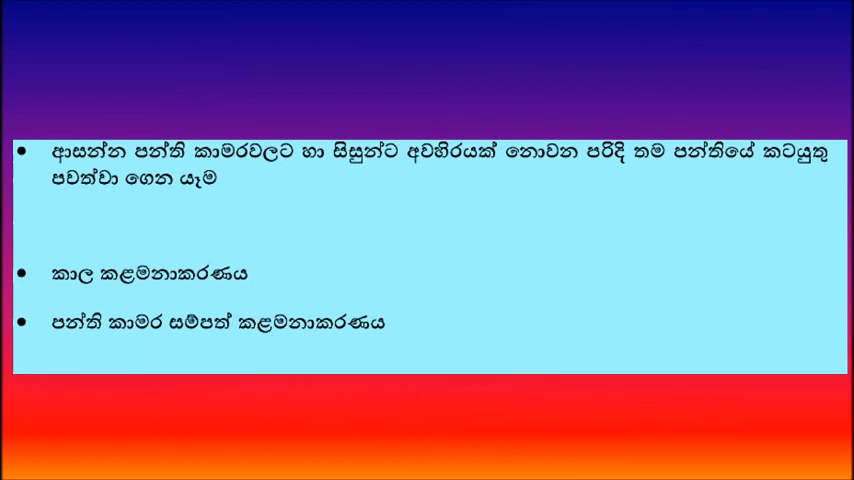 • ආසන්න පන්ති කාමරවලට හා සිසුන්ට අවහිරයක් නොවන පරිදි තම පන්තියේ කටයුතු
පවත්වා ගෙන යෑම
• කාල කළමනාකරණය
• පන්ති කාමර සම්පත් කළමනාකරණය